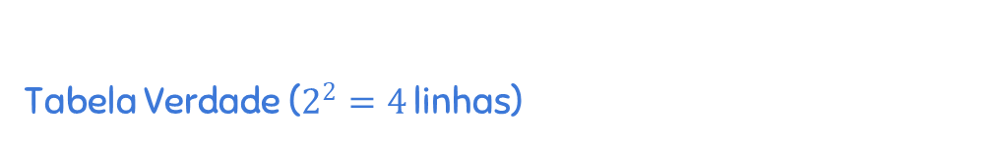 Tabela Verdade (2² = 4 linhas)